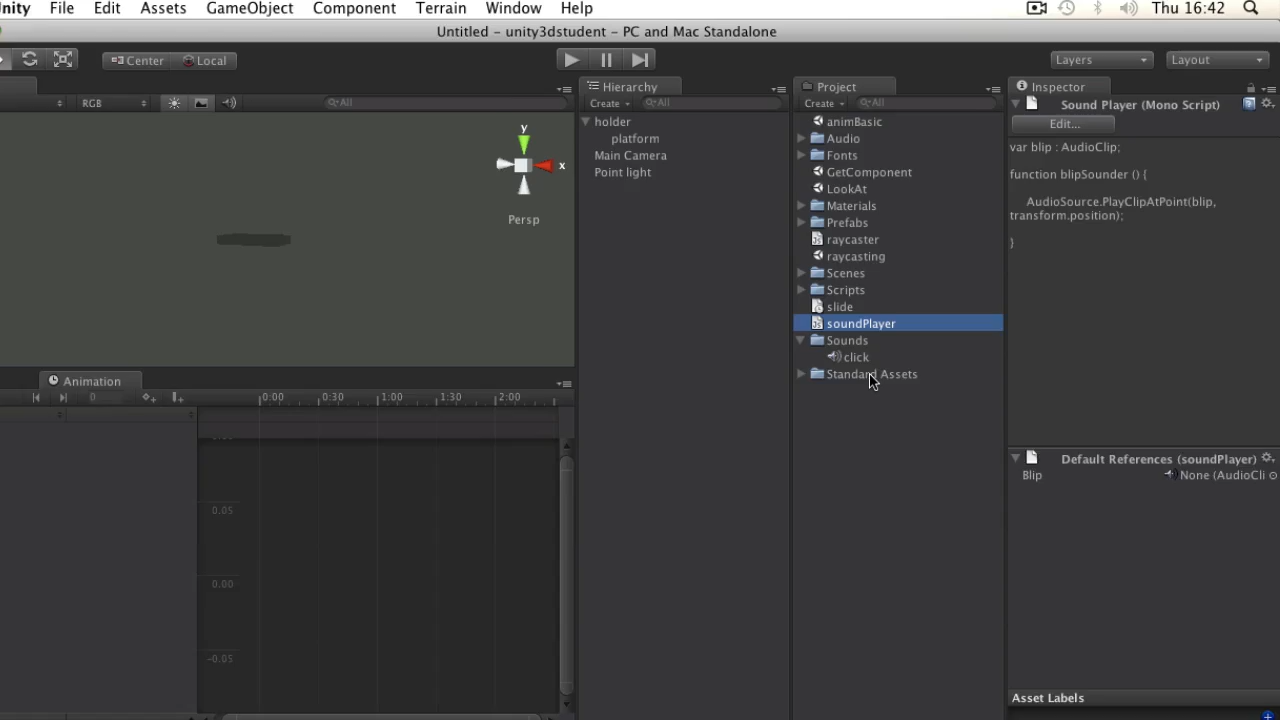 nity File Edit Assets GameObject Component Terrain Window Help Thu 16:42
Untitled – unity3dstudent – PC and Mac Standalone
Center Local Layers Layout
Hierarchy Project Inspector
RGB All Create All Create All
Sound Player (Mono Script)
Edit...
holder
platform
Main Camera
Point light
animBasic
Audio
Fonts
GetComponent
LookAt
Materials
Prefabs
raycaster
raycasting
Scenes
Scripts
slide
soundPlayer
Sounds
click
Standard Assets
var blip : AudioClip;
function blipSounder () {
AudioSource.PlayClipAtPoint(blip,
transform.position);
}
y
x
Persp
Animation
0 0:00 0:30 1:00 1:30 2:00
0.05
0.00
-0.05
Default References (soundPlayer)
Blip None (AudioCli
Asset Labels